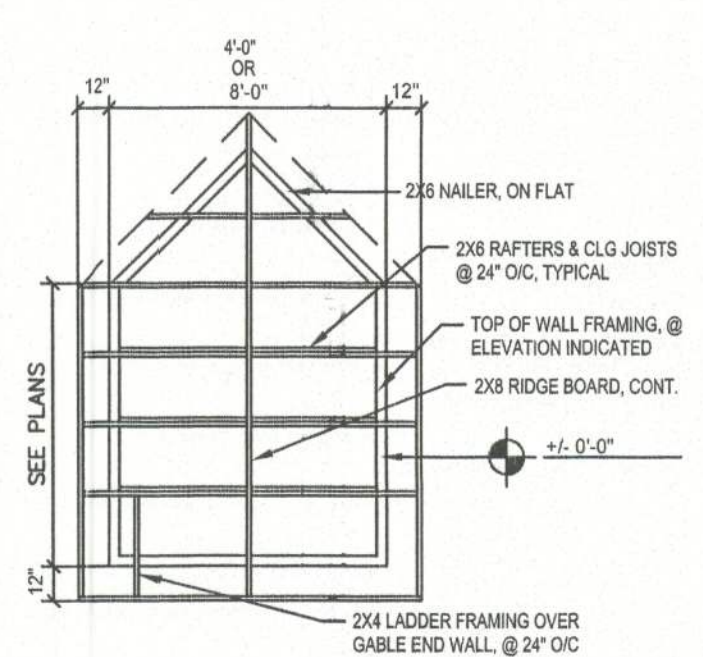 4'-0"
OR
8'-0"
12"
12"
2X6 NAILER, ON FLAT
2X6 RAFTERS & CLG JOISTS
@ 24" O/C, TYPICAL
TOP OF WALL FRAMING, @
ELEVATION INDICATED
2X8 RIDGE BOARD, CONT.
SEE PLANS
+/- 0'-0"
12"
2X4 LADDER FRAMING OVER
GABLE END WALL, @ 24" O/C